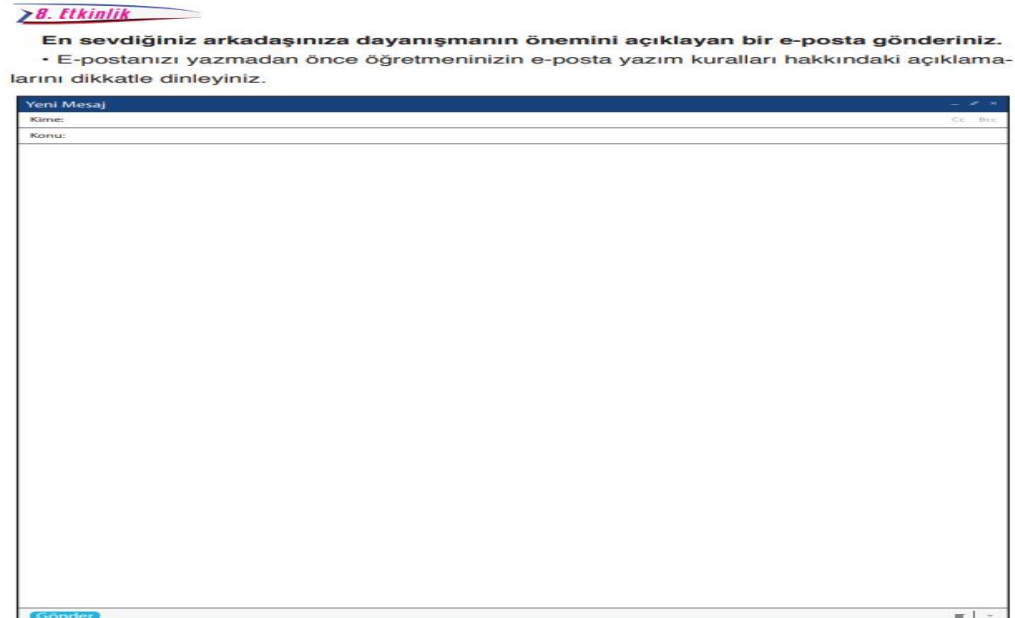 8. Etkinlik
En sevdiğiniz arkadaşınıza dayanışmanın önemini açıklayan bir e-posta gönderiniz.
• E-postanızı yazmadan önce öğretmeninizin e-posta yazım kuralları hakkındaki açıklama-
larını dikkatle dinleyiniz.
Yeni Mesaj
Kime: Cc Bcc
Konu:
Gönder